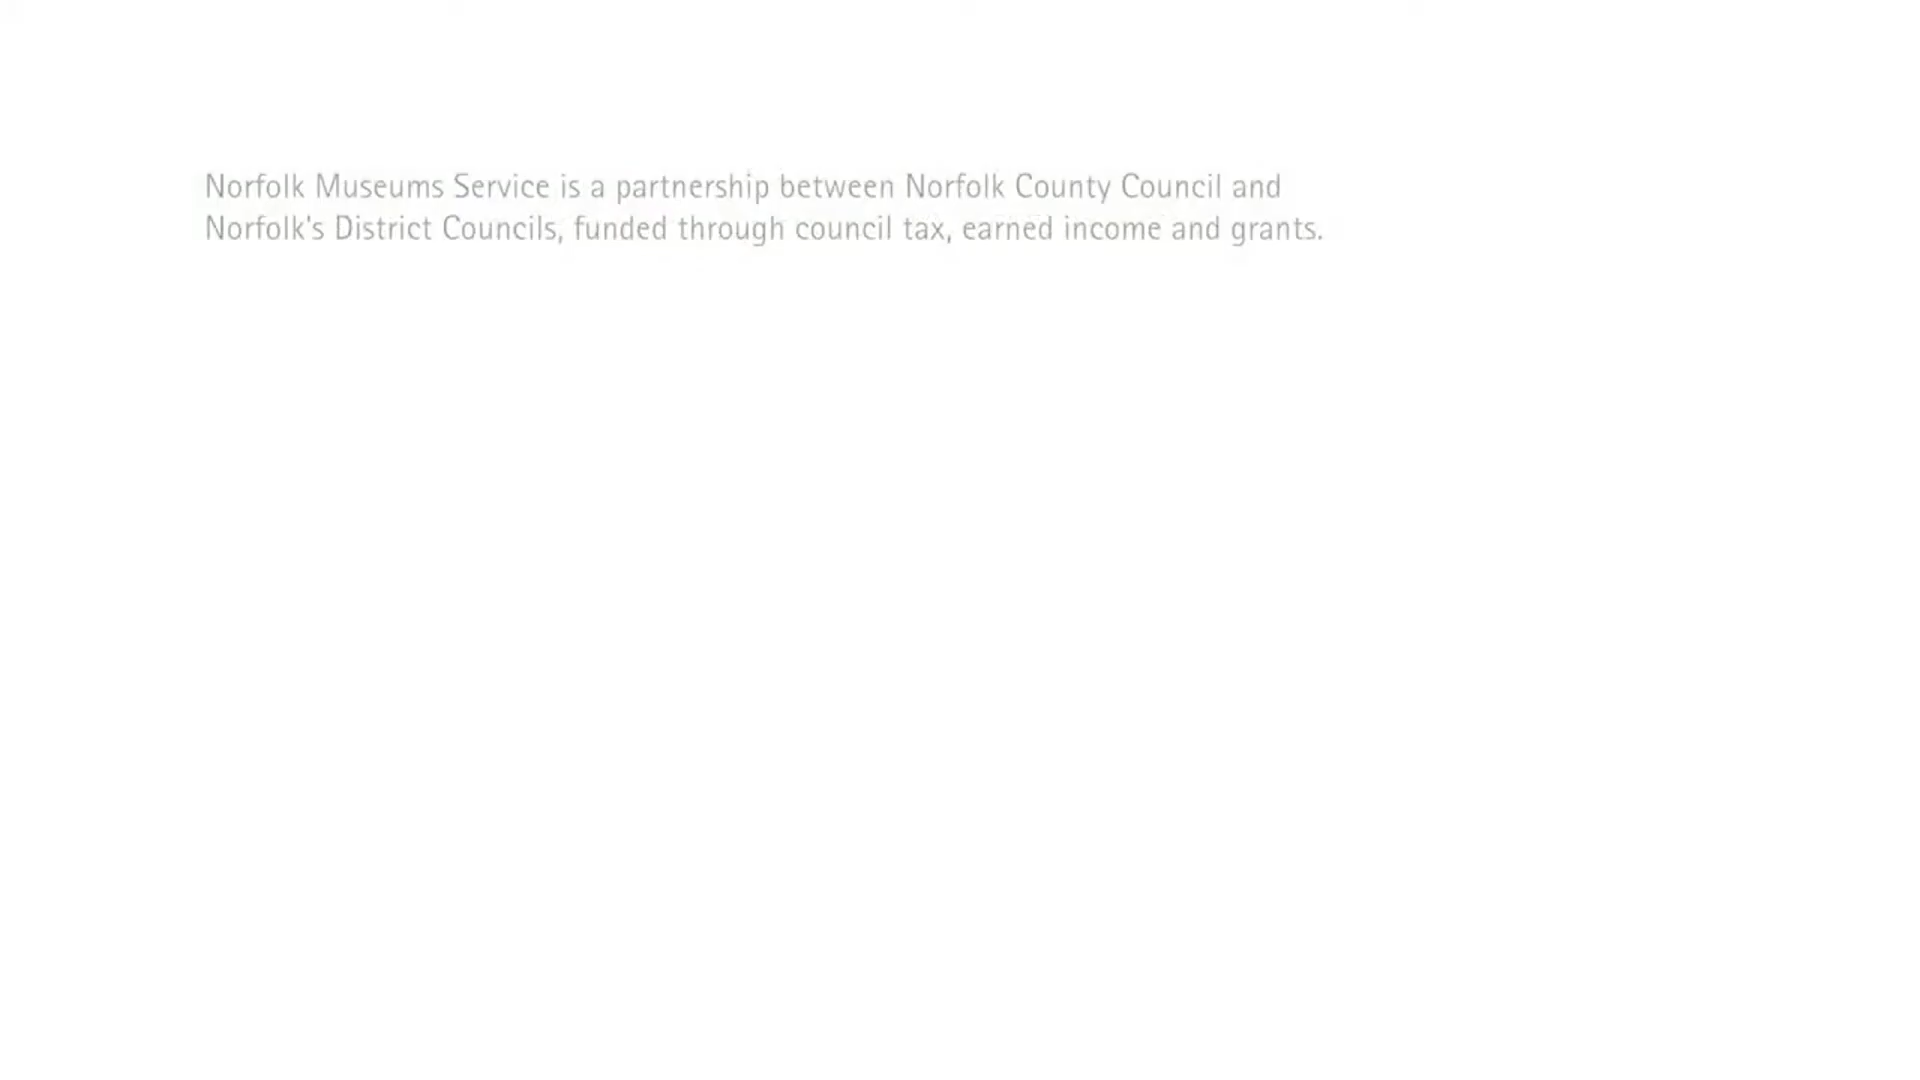 Norfolk Museums Service is a partnership between Norfolk County Council and
Norfolk's District Councils, funded through council tax, earned income and grants.